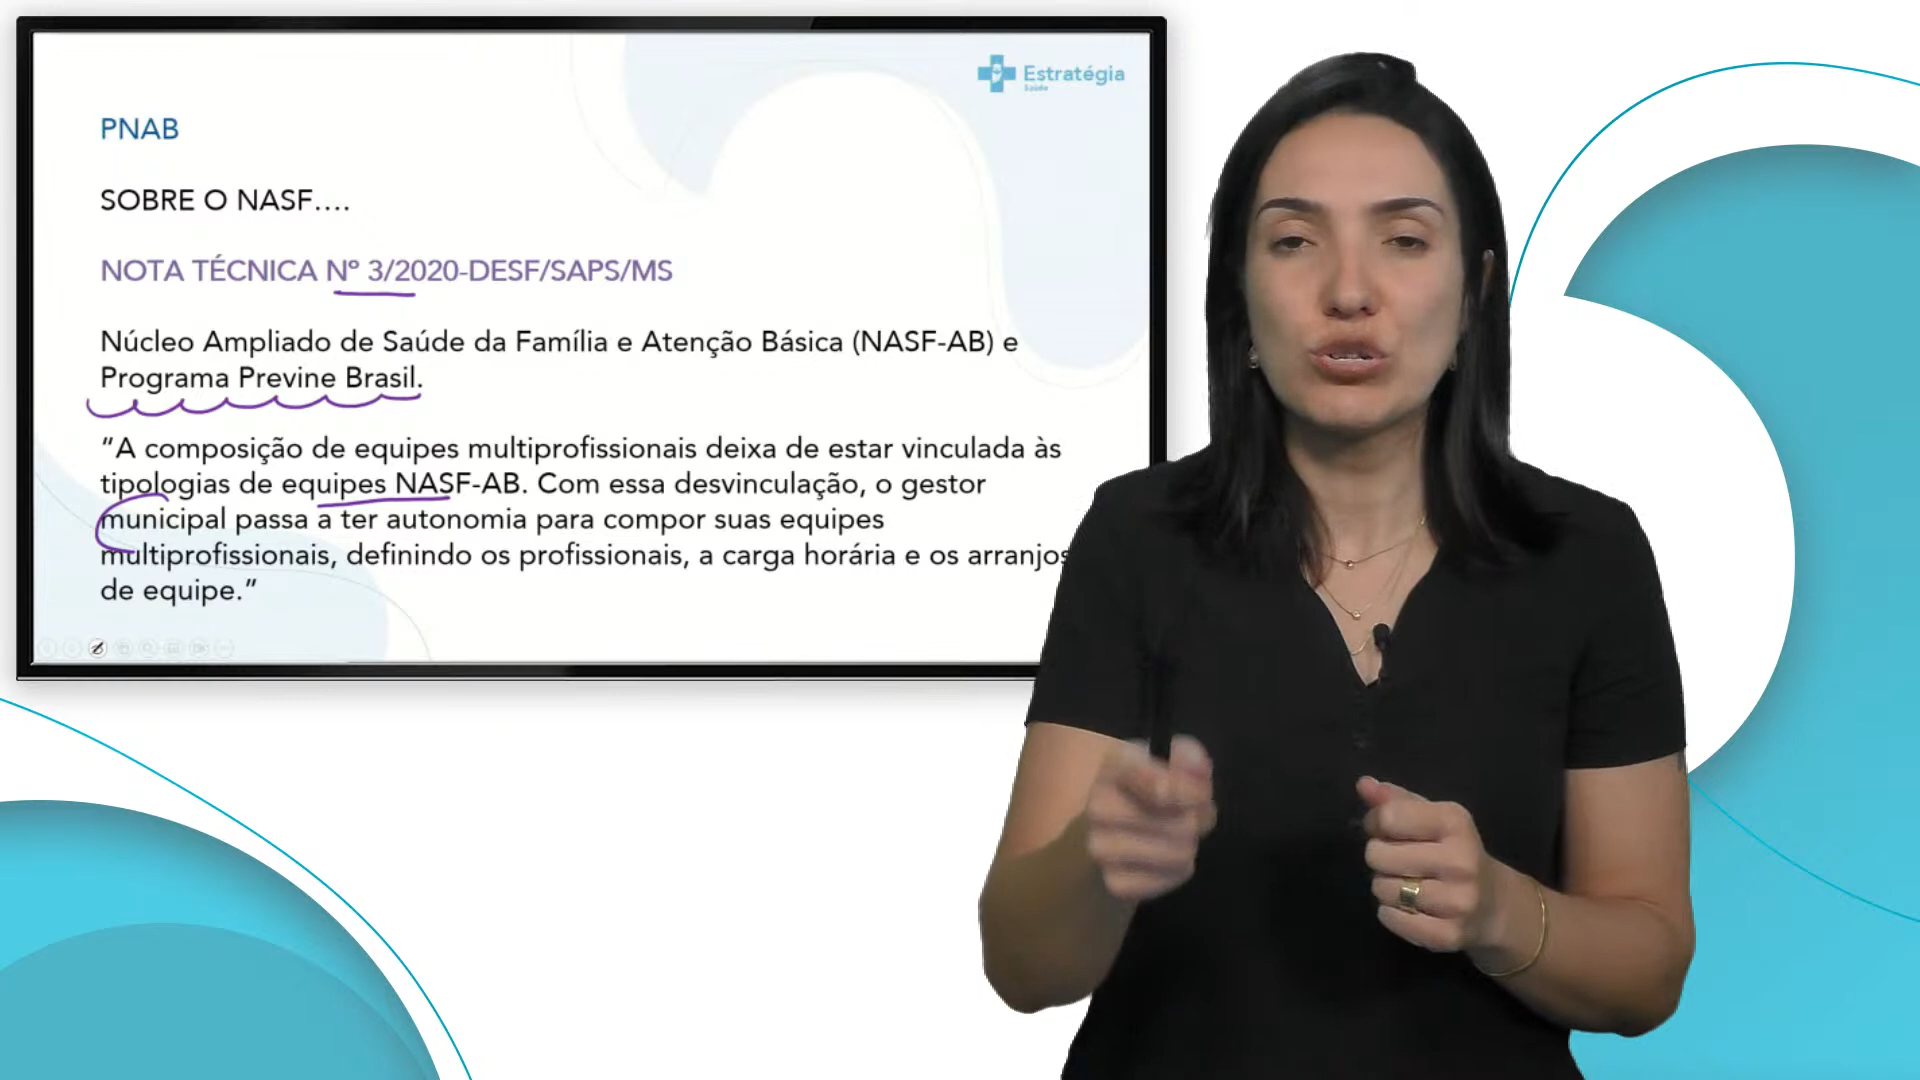 Estratégia
Saúde
PNAB
SOBRE O NASF....
NOTA TÉCNICA Nº 3/2020-DESF/SAPS/MS
Núcleo Ampliado de Saúde da Família e Atenção Básica (NASF-AB) e
Programa Previne Brasil.
“A composição de equipes multiprofissionais deixa de estar vinculada às
tipologias de equipes NASF-AB. Com essa desvinculação, o gestor
municipal passa a ter autonomia para compor suas equipes
multiprofissionais, definindo os profissionais, a carga horária e os arranjos
de equipe.”